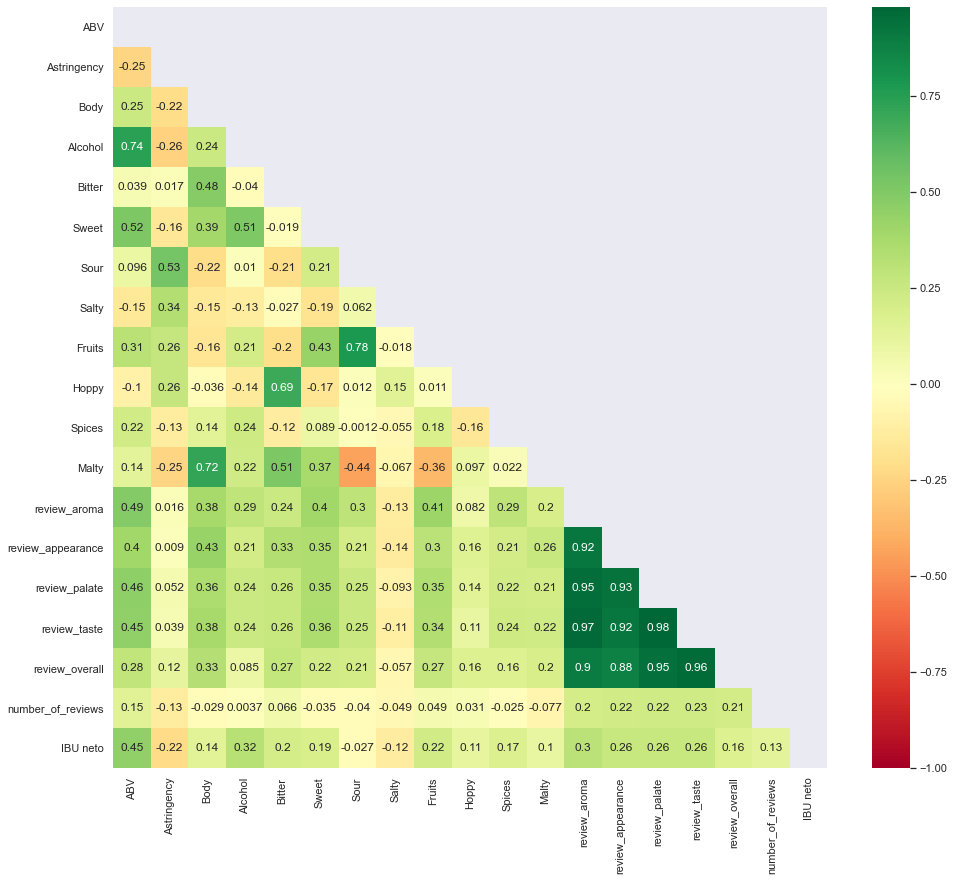 ABV
Astringency -0.25
Body 0.25 -0.22
Alcohol 0.74 -0.26 0.24
Bitter 0.039 0.017 0.48 -0.04
Sweet 0.52 -0.16 0.39 0.51 -0.019
Sour 0.096 0.53 -0.22 0.01 -0.21 0.21
Salty -0.15 0.34 -0.15 -0.13 -0.027 -0.19 0.062
Fruits 0.31 0.26 -0.16 0.21 -0.2 0.43 0.78 -0.018
Hoppy -0.1 0.26 -0.036 -0.14 0.69 -0.17 0.012 0.15 0.011
Spices 0.22 -0.13 0.14 0.24 -0.12 0.089 -0.0012 -0.055 0.18 -0.16
Malty 0.14 -0.25 0.72 0.22 0.51 0.37 -0.44 -0.067 -0.36 0.097 0.022
review_aroma 0.49 0.016 0.38 0.29 0.24 0.4 0.3 -0.13 0.41 0.082 0.29 0.2
review_appearance 0.4 0.009 0.43 0.21 0.33 0.35 0.21 -0.14 0.3 0.16 0.21 0.26 0.92
review_palate 0.46 0.052 0.36 0.24 0.26 0.35 0.25 -0.093 0.35 0.14 0.22 0.21 0.95 0.93
review_taste 0.45 0.039 0.38 0.24 0.26 0.36 0.25 -0.11 0.34 0.11 0.24 0.22 0.97 0.92 0.98
review_overall 0.28 0.12 0.33 0.085 0.27 0.22 0.21 -0.057 0.27 0.16 0.16 0.2 0.9 0.88 0.95 0.96
number_of_reviews 0.15 -0.13 -0.029 0.0037 0.066 -0.035 -0.04 -0.049 0.049 0.031 -0.025 -0.077 0.2 0.22 0.22 0.23 0.21
IBU neto 0.45 -0.22 0.14 0.32 0.2 0.19 -0.027 -0.12 0.22 0.11 0.17 0.1 0.3 0.26 0.26 0.26 0.16 0.13
ABV
Astringency
Body
Alcohol
Bitter
Sweet
Sour
Salty
Fruits
Hoppy
Spices
Malty
review_aroma
review_appearance
review_palate
review_taste
review_overall
number_of_reviews
IBU neto
0.75
0.50
0.25
0.00
−0.25
−0.50
−0.75
−1.00